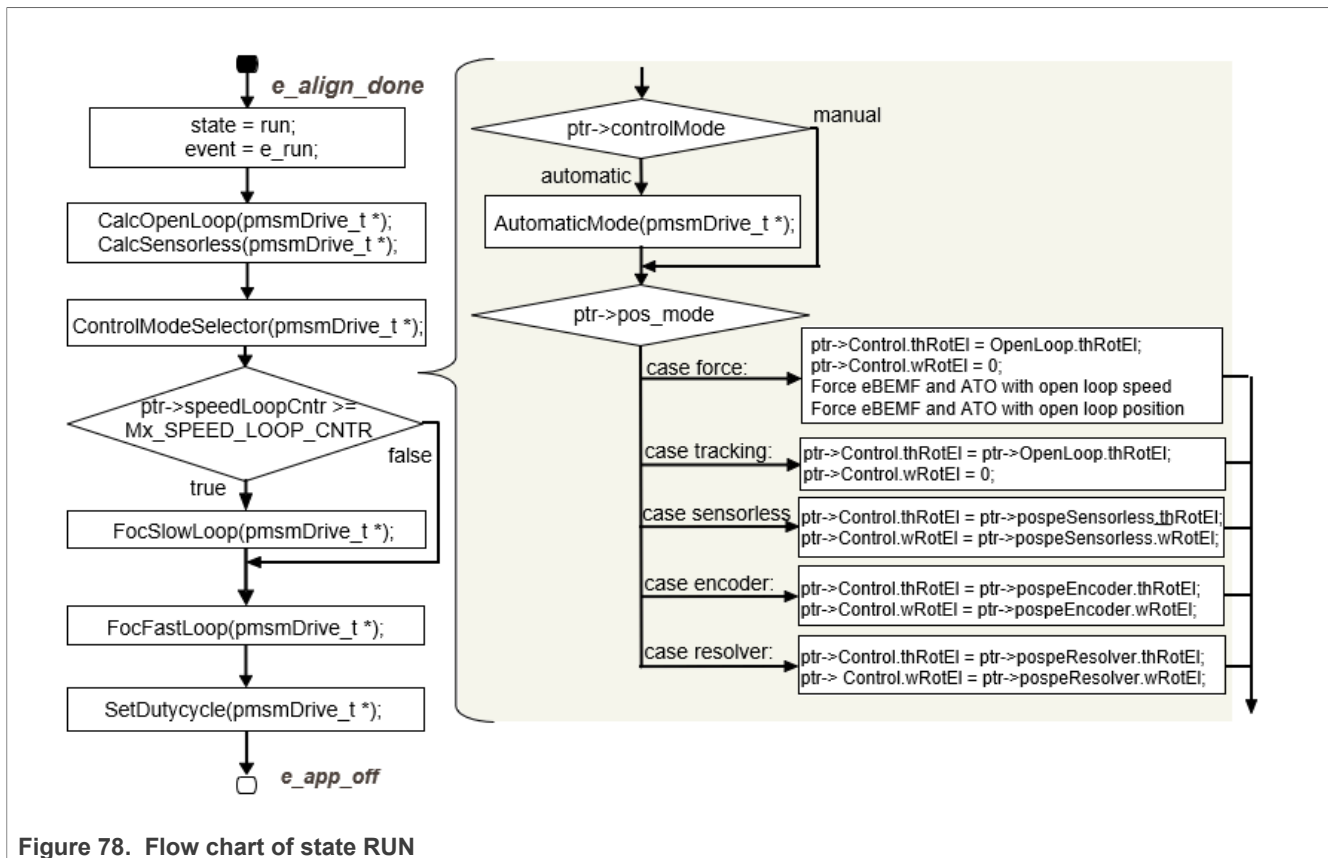 e_align_done
state = run;
event = e_run;
CalcOpenLoop(pmsmDrive_t *);
CalcSensorless(pmsmDrive_t *);
ControlModeSelector(pmsmDrive_t *);
ptr->speedLoopCntr >=
Mx_SPEED_LOOP_CNTR
false
true
FocSlowLoop(pmsmDrive_t *);
FocFastLoop(pmsmDrive_t *);
SetDutycycle(pmsmDrive_t *);
e_app_off
ptr->controlMode
manual
automatic
AutomaticMode(pmsmDrive_t *);
ptr->pos_mode
case force:
ptr->Control.thRotEl = OpenLoop.thRotEl;
ptr->Control.wRotEl = 0;
Force eBEMF and ATO with open loop speed
Force eBEMF and ATO with open loop position
case tracking:
ptr->Control.thRotEl = ptr->OpenLoop.thRotEl;
ptr->Control.wRotEl = 0;
case sensorless
ptr->Control.thRotEl = ptr->pospeSensorless.thRotEl;
ptr->Control.wRotEl = ptr->pospeSensorless.wRotEl;
case encoder:
ptr->Control.thRotEl = ptr->pospeEncoder.thRotEl;
ptr->Control.wRotEl = ptr->pospeEncoder.wRotEl;
case resolver:
ptr->Control.thRotEl = ptr->pospeResolver.thRotEl;
ptr-> Control.wRotEl = ptr->pospeResolver.wRotEl;
Figure 78. Flow chart of state RUN